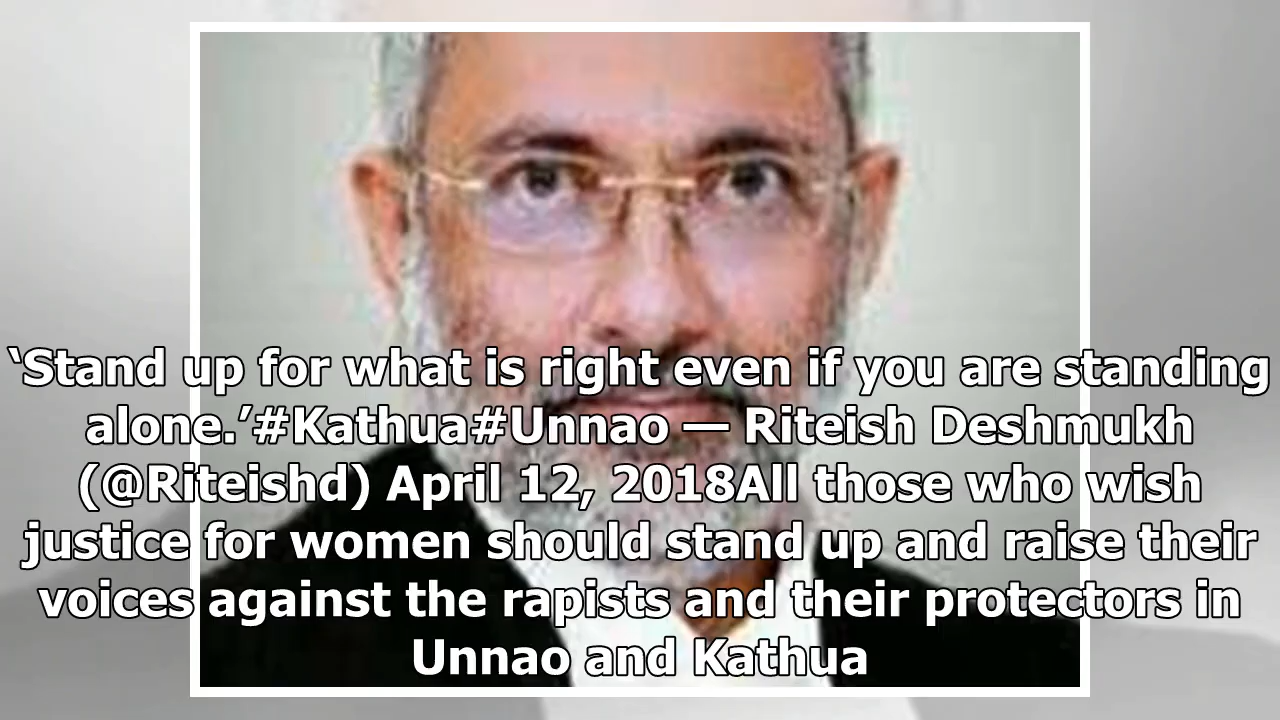 ‘Stand up for what is right even if you are standing
alone.’#Kathua#Unnao — Riteish Deshmukh
(@Riteishd) April 12, 2018All those who wish
justice for women should stand up and raise their
voices against the rapists and their protectors in
Unnao and Kathua